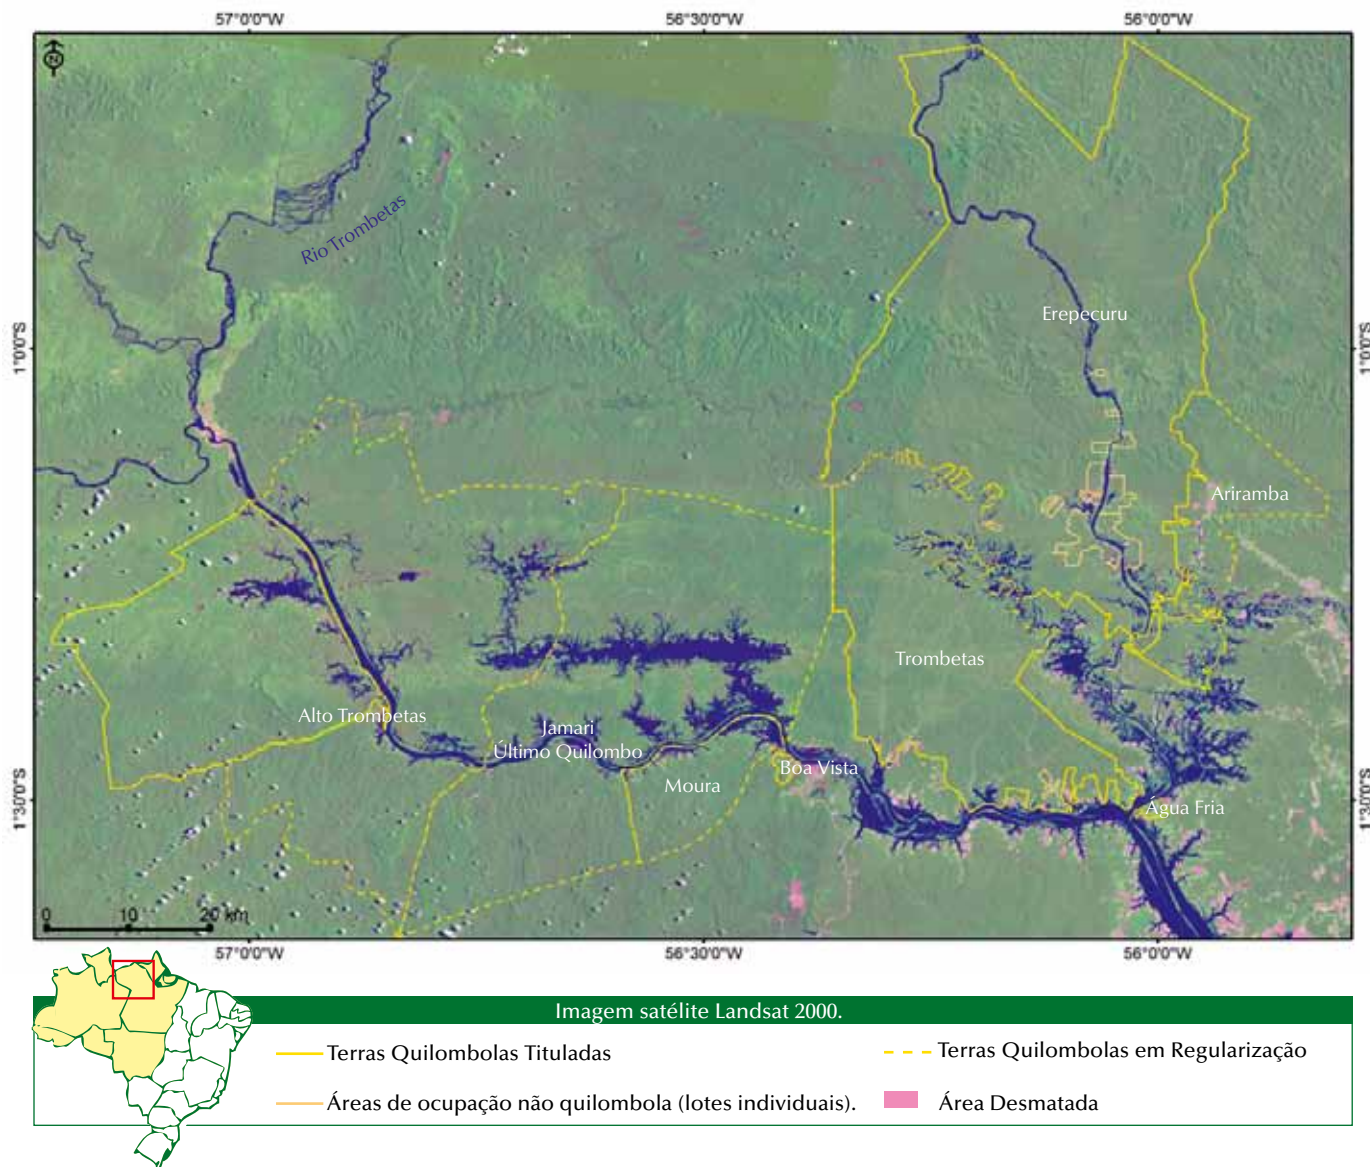 57°0'0"W
56°30'0"W
56°0'0"W
N
Rio Trombetas
Erepecuru
1°0'0"S
1°0'0"S
Ariramba
Trombetas
Alto Trombetas
Jamari
Último Quilombo
Moura
Boa Vista
Água Fria
1°30'0"S
1°30'0"S
0 10 20 km
57°0'0"W
56°30'0"W
56°0'0"W
Imagem satélite Landsat 2000.
Terras Quilombolas Tituladas
Terras Quilombolas em Regularização
Áreas de ocupação não quilombola (lotes individuais).
Área Desmatada